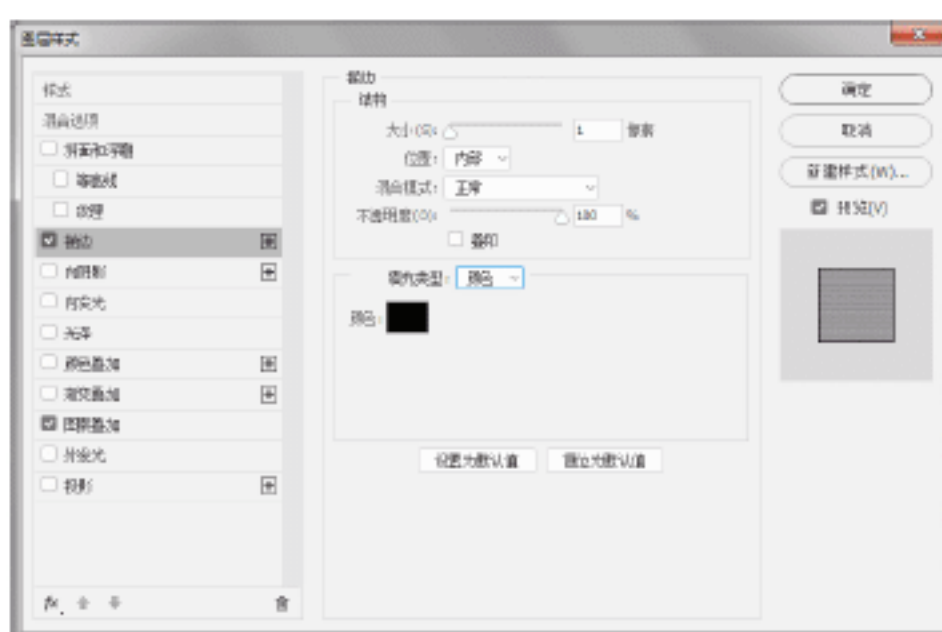 图层样式
样式
混合选项
斜面和浮雕
等高线
纹理
描边
内阴影
内发光
光泽
颜色叠加
渐变叠加
图案叠加
外发光
投影
fx
描边
结构
大小(S): 1 像素
位置: 内部
混合模式: 正常
不透明度(O): 100 %
叠印
填充类型: 颜色
颜色:
设置为默认值 复位为默认值
确定
取消
新建样式(W)...
预览(V)